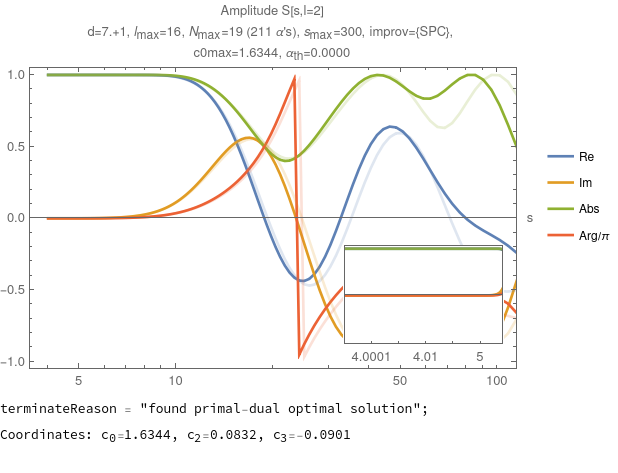 Amplitude S[s,l=2]
d=7.+1, lmax=16, Nmax=19 (211 α's), smax=300, improv={SPC},
c0max=1.6344, αth=0.0000
1.0
0.5
0.0
−0.5
−1.0
5
10
50
100
s
4.0001
4.01
5
Re
Im
Abs
Arg/π
terminateReason = "found primal-dual optimal solution";
Coordinates: c0=1.6344, c2=0.0832, c3=-0.0901